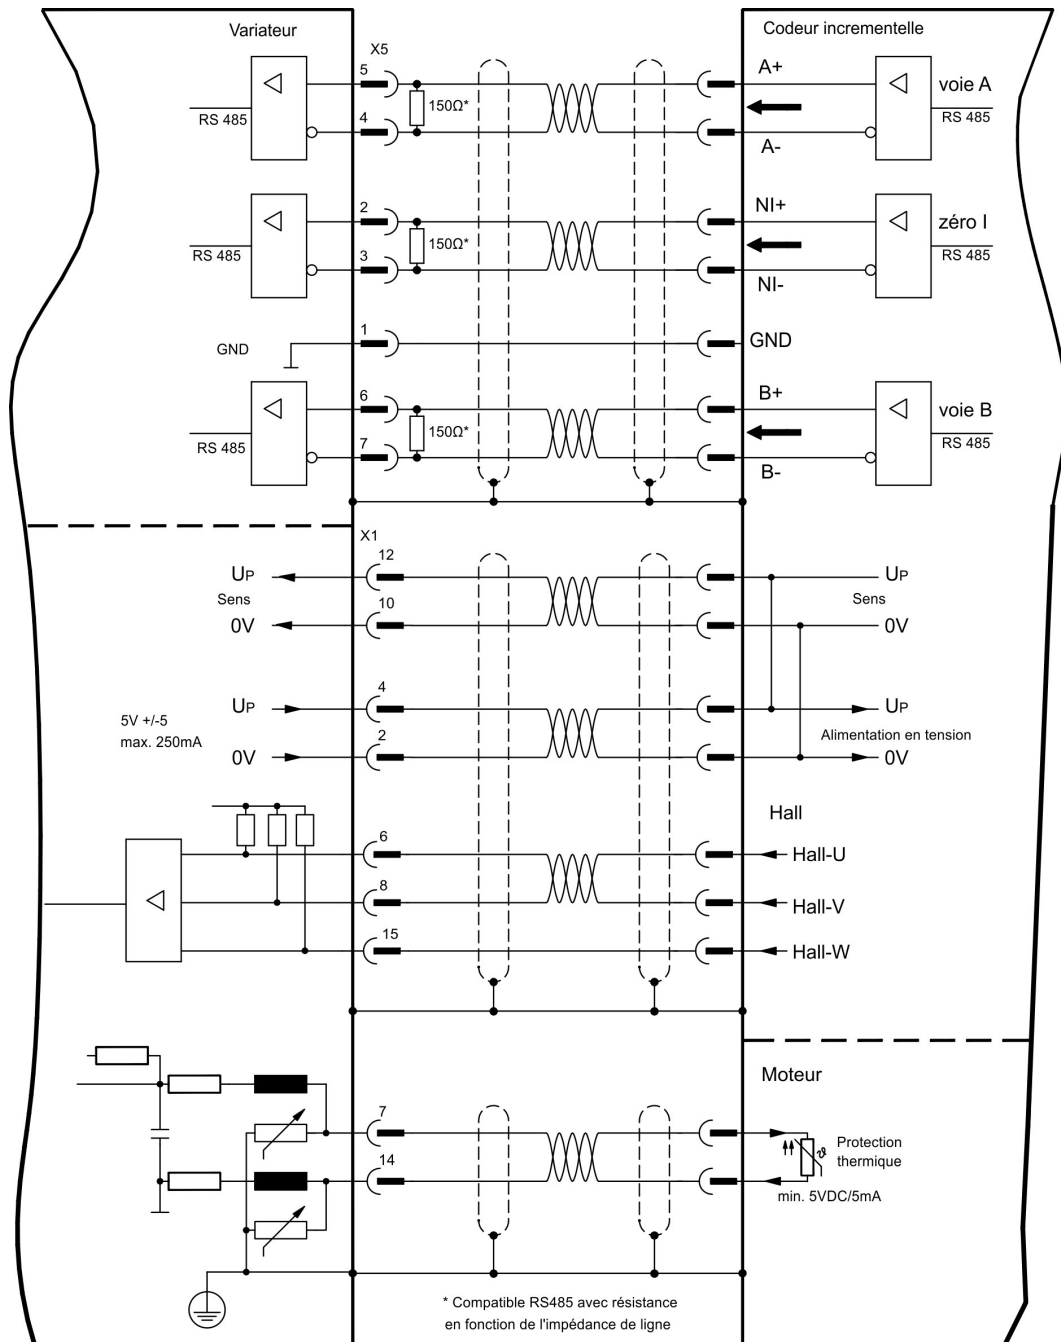 Variateur
Codeur incrementelle
X5
5
A+
voie A
RS 485
150Ω*
RS 485
4
A-
2
NI+
zéro I
RS 485
150Ω*
RS 485
3
NI-
1
GND
GND
6
B+
voie B
RS 485
150Ω*
RS 485
7
B-
X1
12
UP
UP
Sens
10
Sens
0V
0V
4
UP
UP
5V +/-5
max. 250mA
2
Alimentation en tension
0V
0V
Hall
6
Hall-U
8
Hall-V
15
Hall-W
Moteur
7
Protection
thermique
ϑ
14
min. 5VDC/5mA
* Compatible RS485 avec résistance
en fonction de l'impédance de ligne